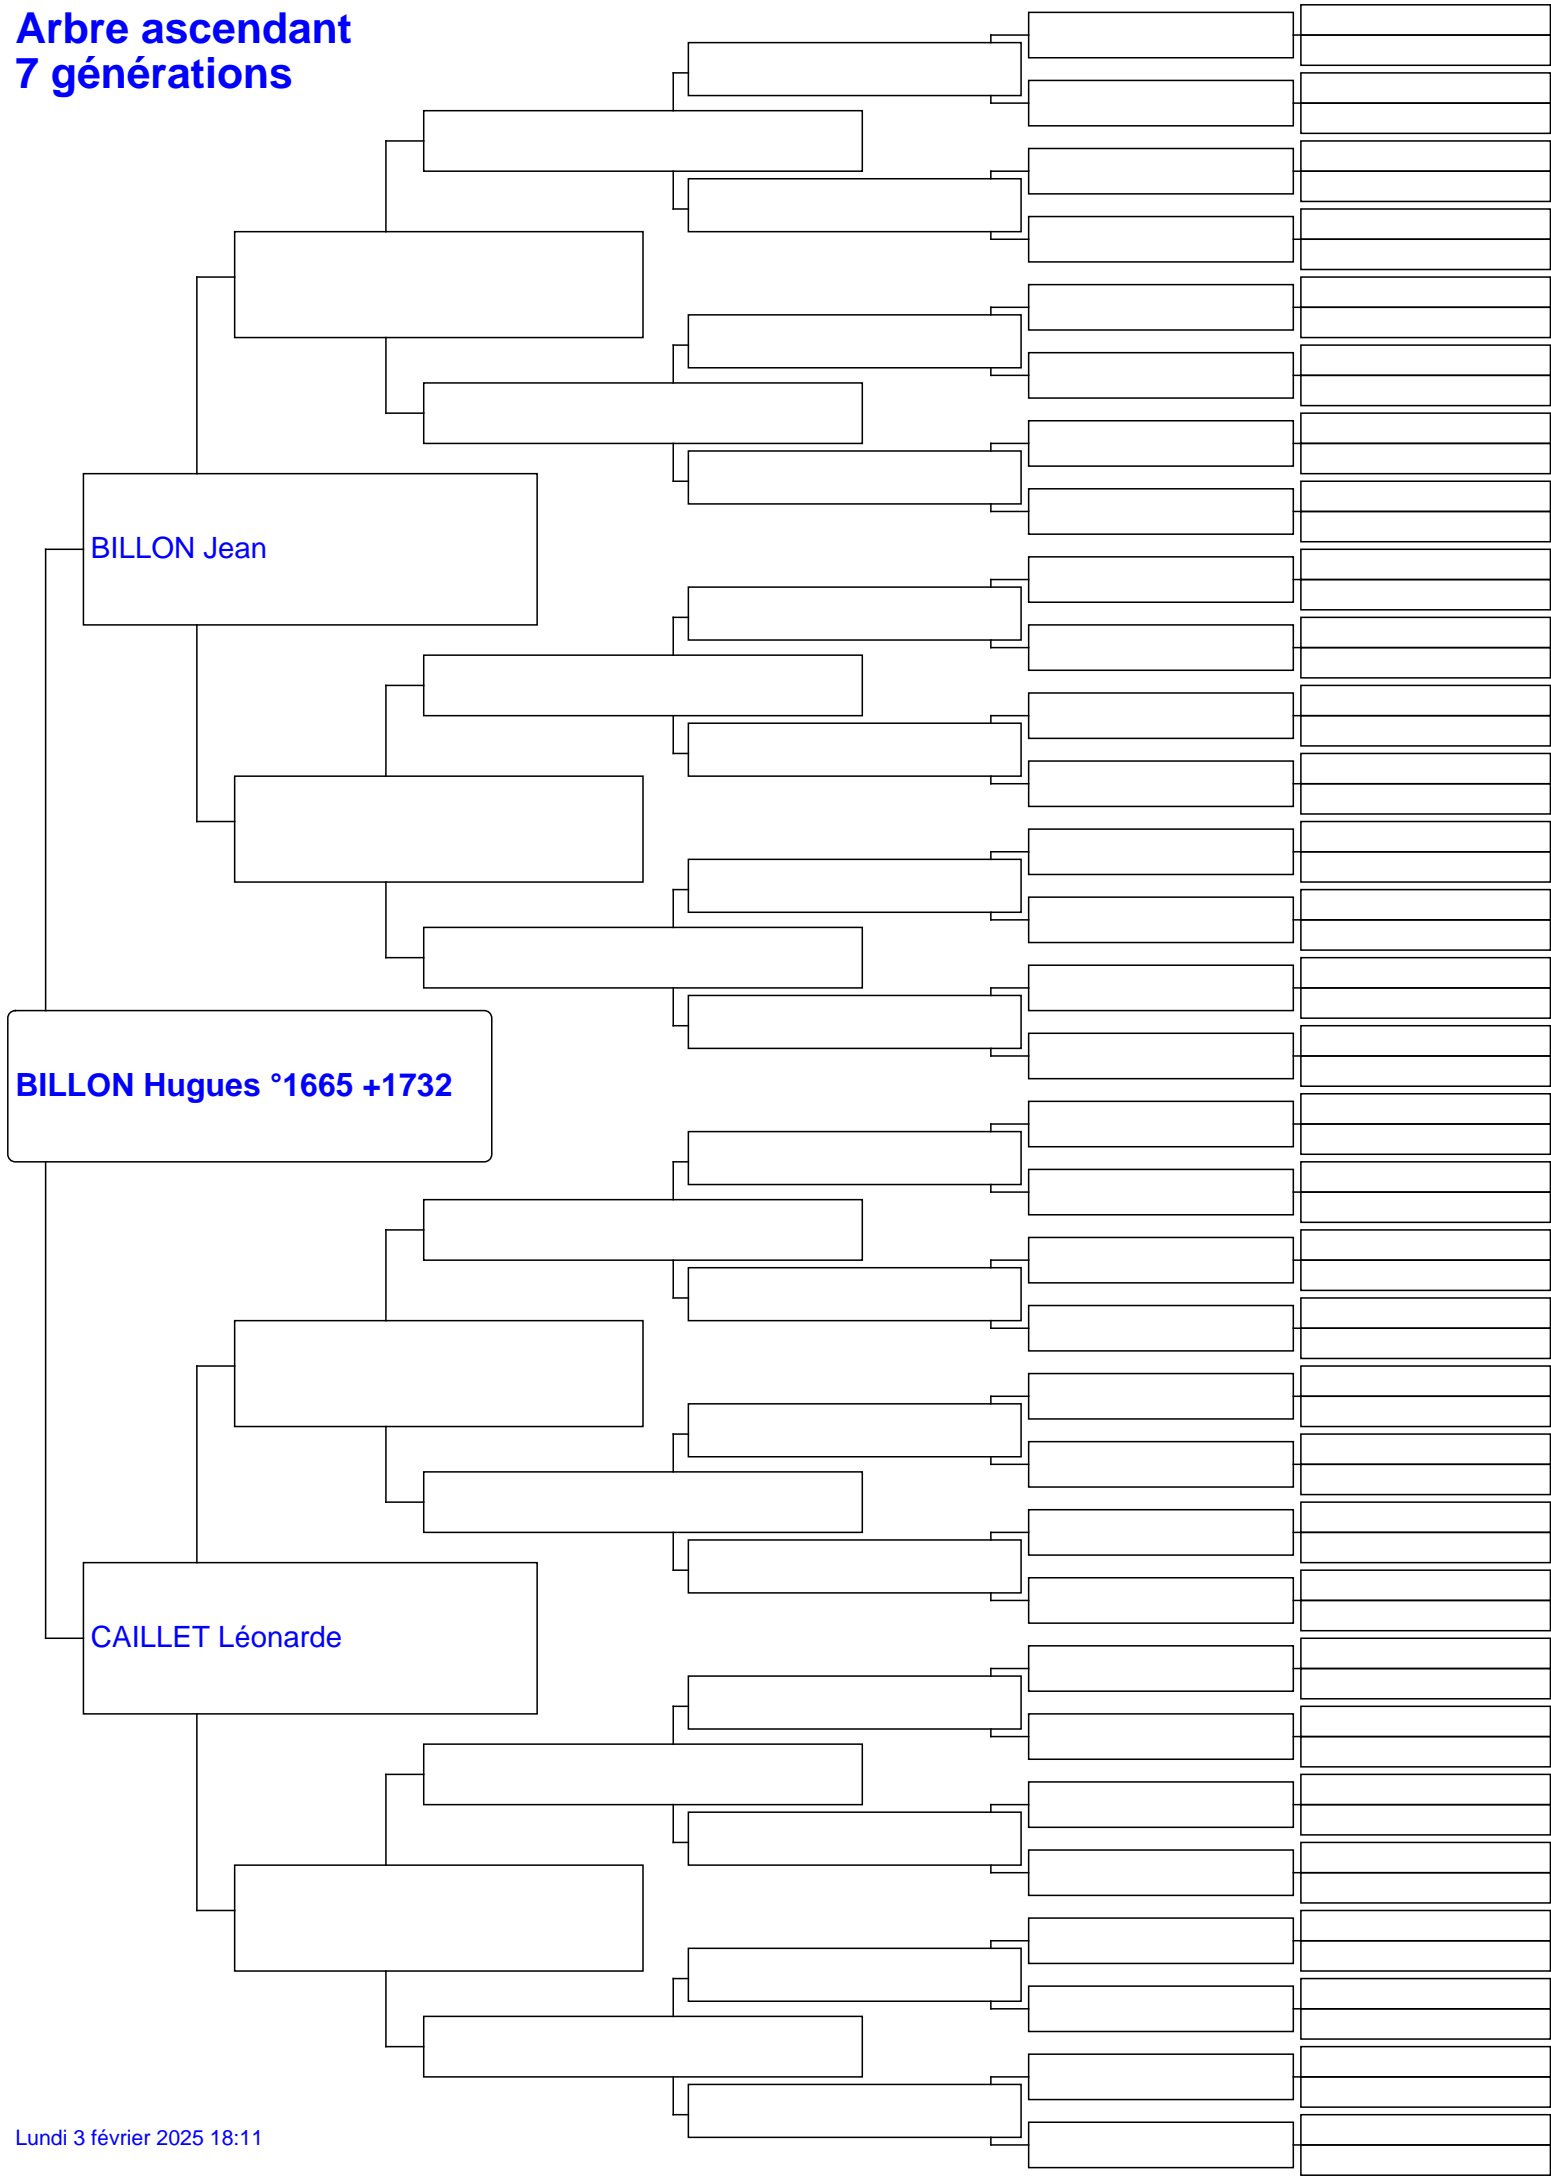 Arbre ascendant
7 générations
BILLON Jean
BILLON Hugues °1665 +1732
CAILLET Léonarde
Lundi 3 février 2025 18:11